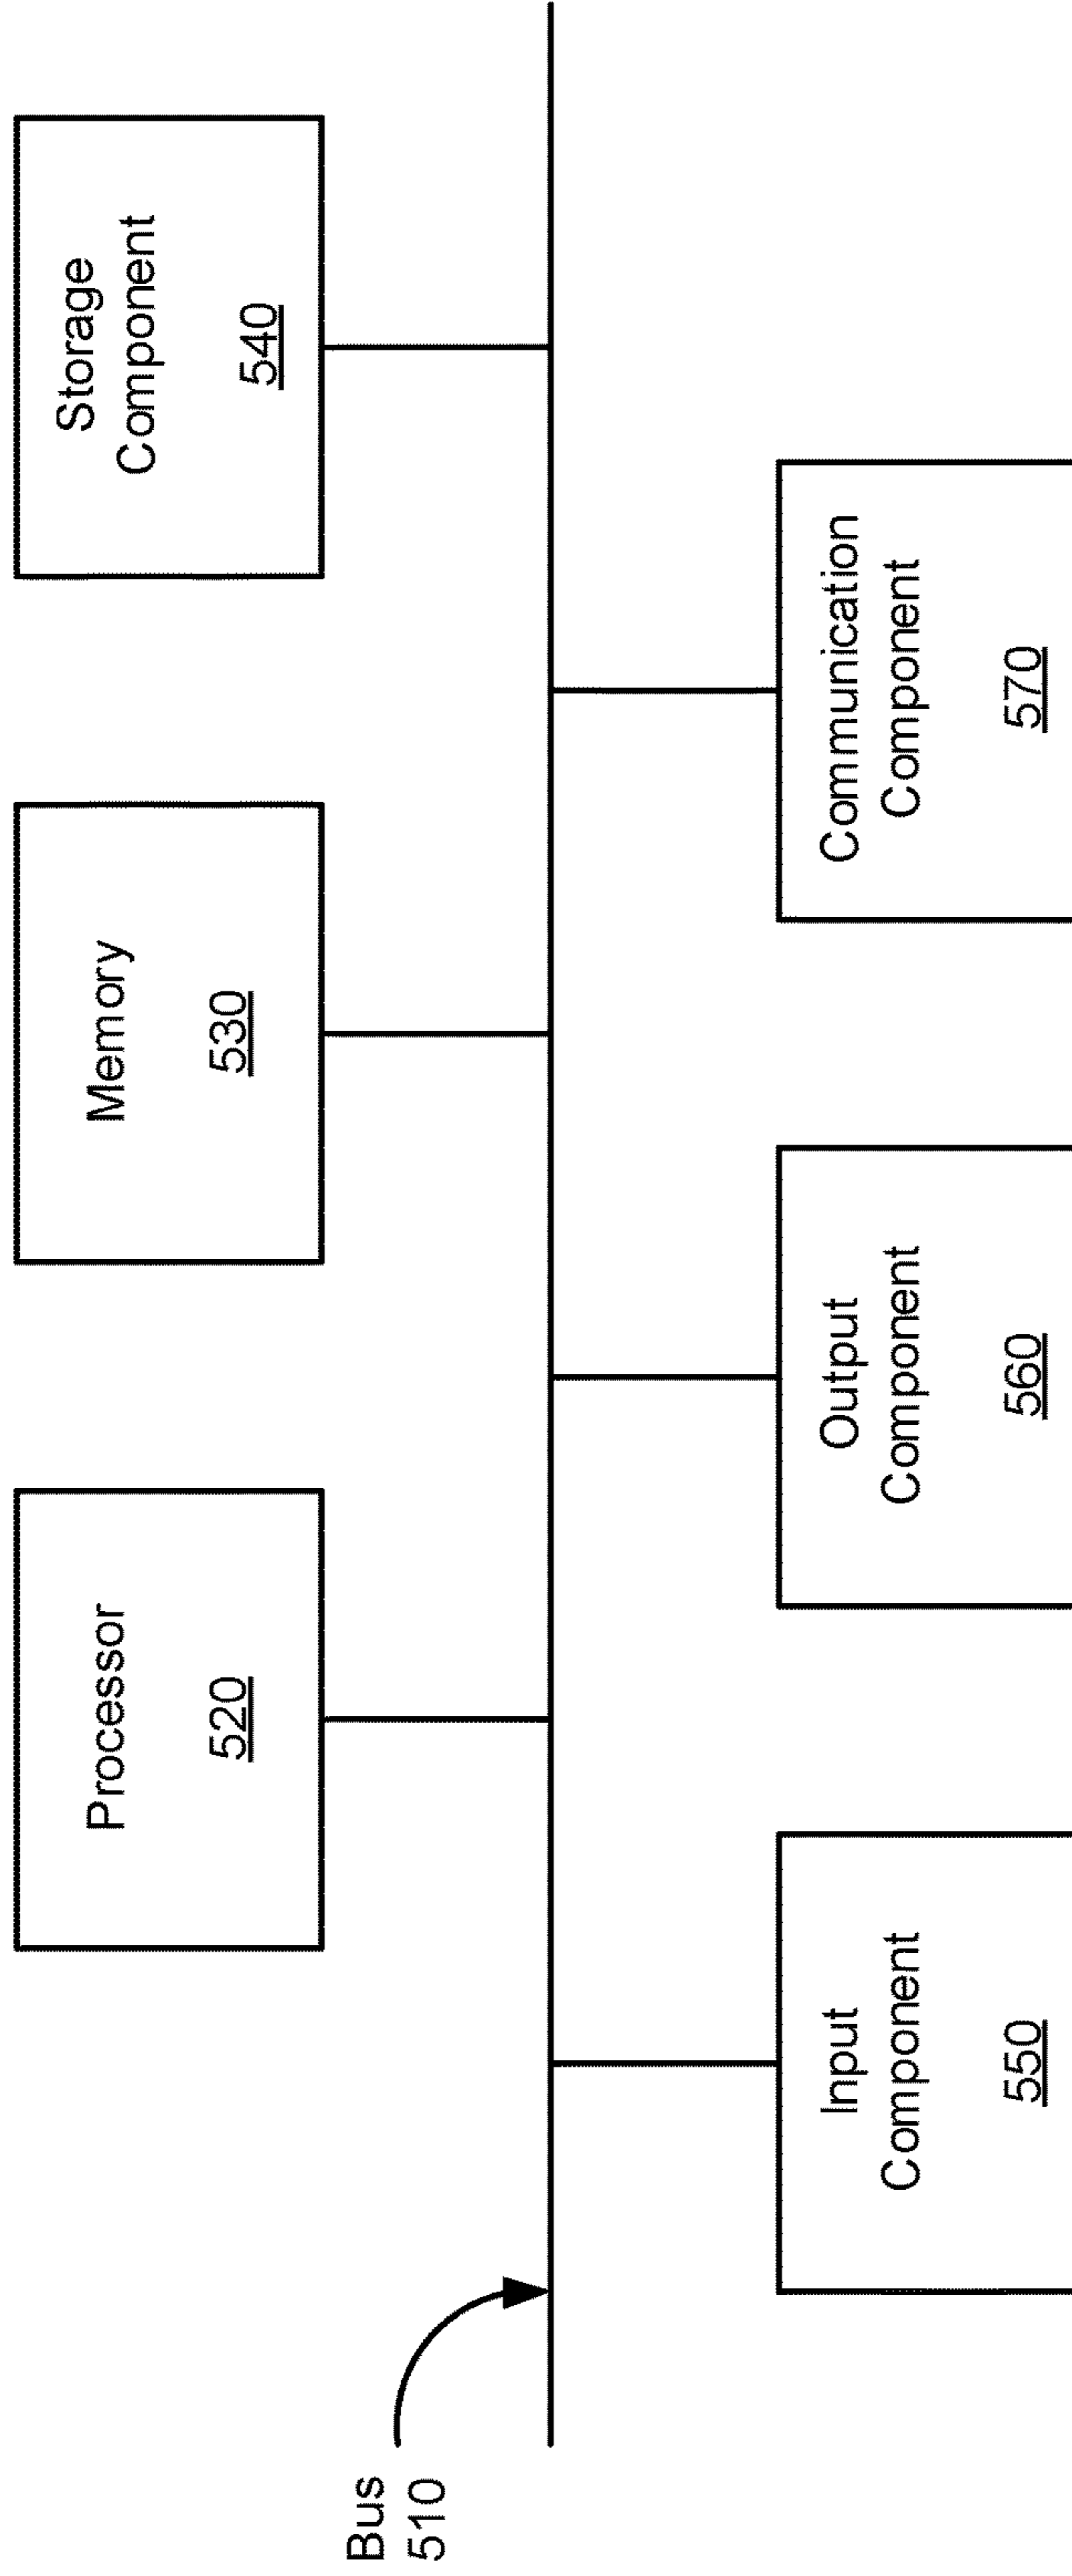 Processor
520
Memory
530
Storage
Component
540
Bus
510
Input
Component
550
Output
Component
560
Communication
Component
570